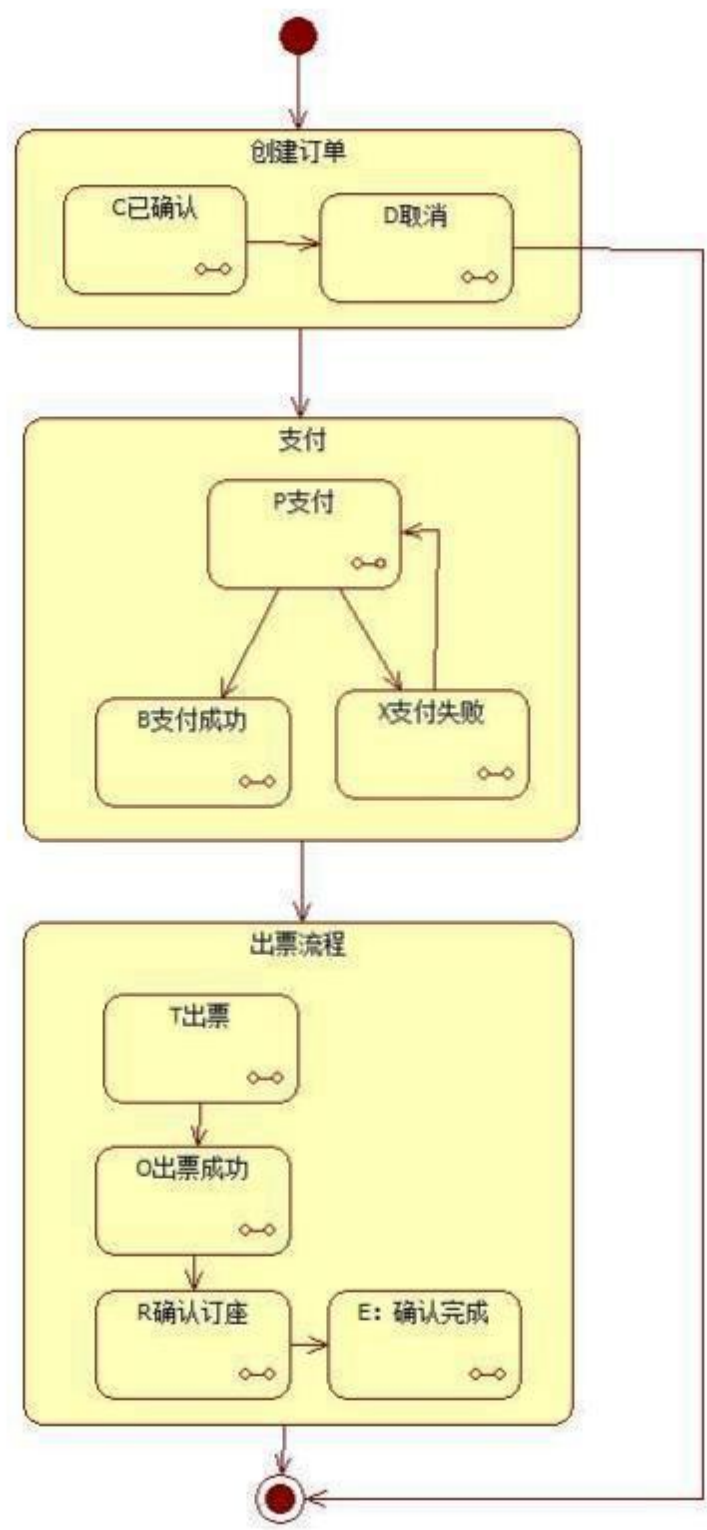 创建订单
C已确认
D取消
支付
P支付
B支付成功
X支付失败
出票流程
T出票
O出票成功
R确认订座
E：确认完成